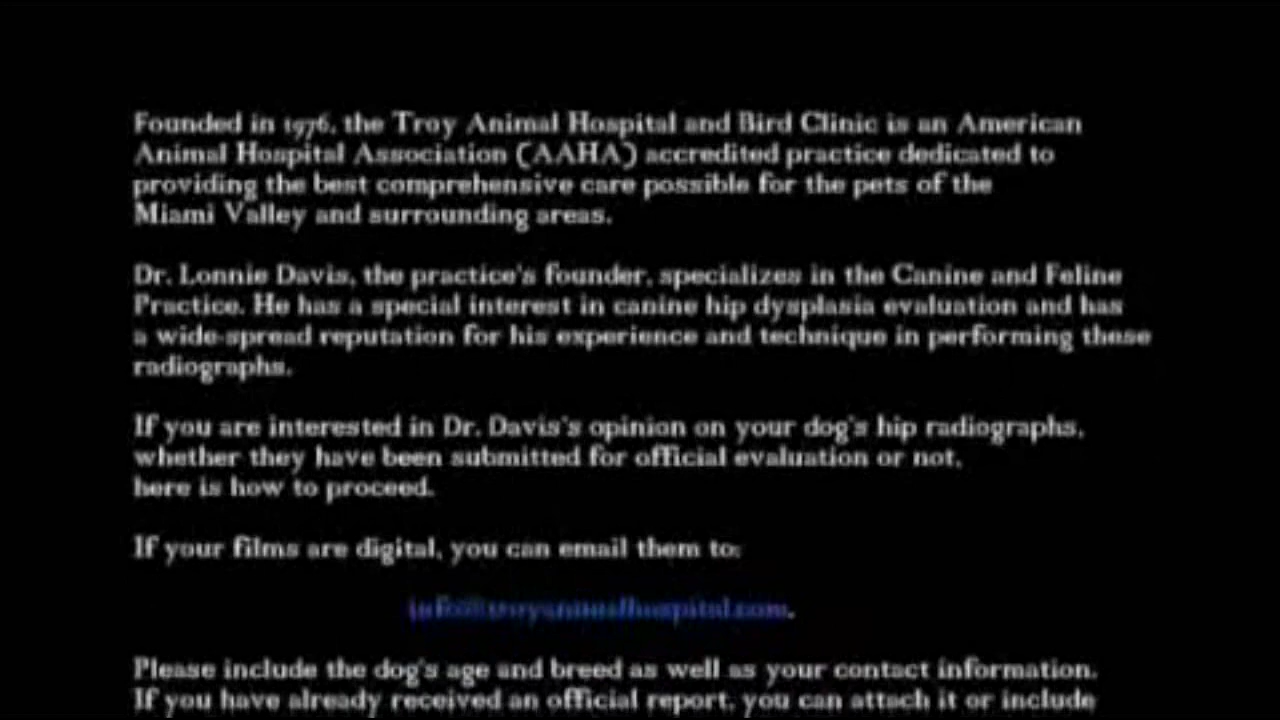 Founded in 1976, the Troy Animal Hospital and Bird Clinic is an American
Animal Hospital Association (AAHA) accredited practice dedicated to
providing the best comprehensive care possible for the pets of the
Miami Valley and surrounding areas.
Dr. Lonnie Davis, the practice's founder, specializes in the Canine and Feline
Practice. He has a special interest in canine hip dysplasia evaluation and has
a wide-spread reputation for his experience and technique in performing these
radiographs.
If you are interested in Dr. Davis's opinion on your dog's hip radiographs,
whether they have been submitted for official evaluation or not,
here is how to proceed.
If your films are digital, you can email them to:
info@troyanimalhospital.com.
Please include the dog's age and breed as well as your contact information.
If you have already received an official report, you can attach it or include